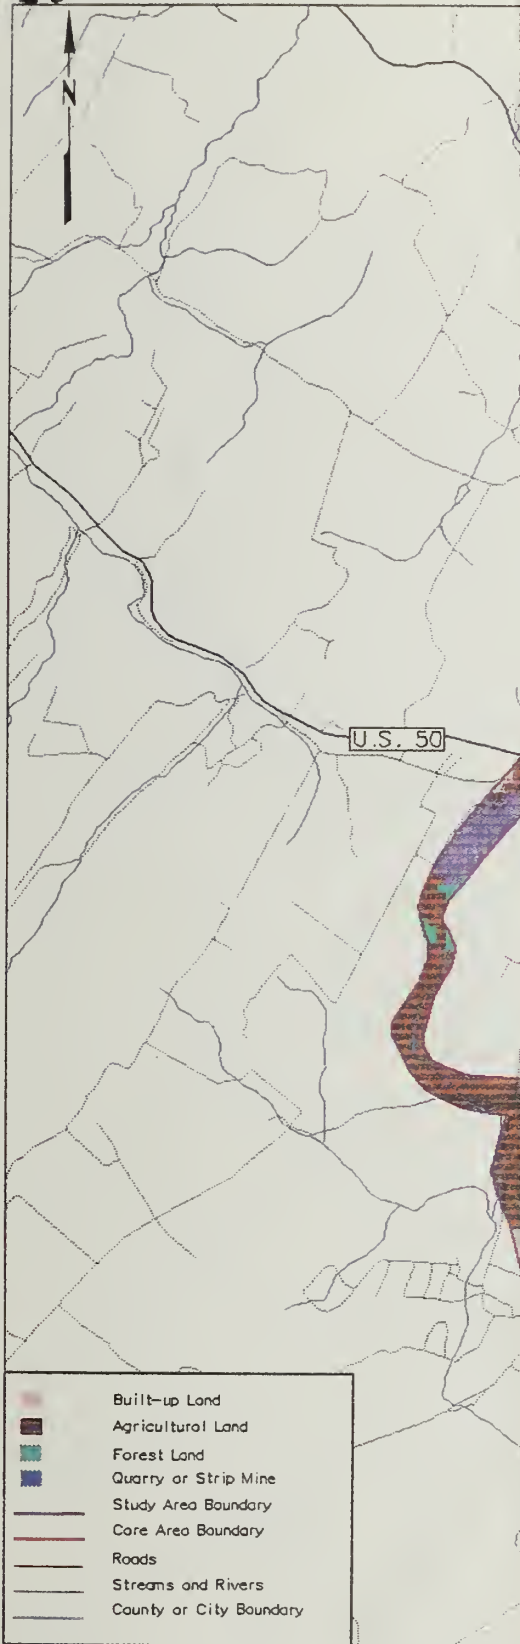 N
U.S. 50
Built-up Land
Agricultural Land
Forest Land
Quarry or Strip Mine
Study Area Boundary
Core Area Boundary
Roads
Streams and Rivers
County or City Boundary